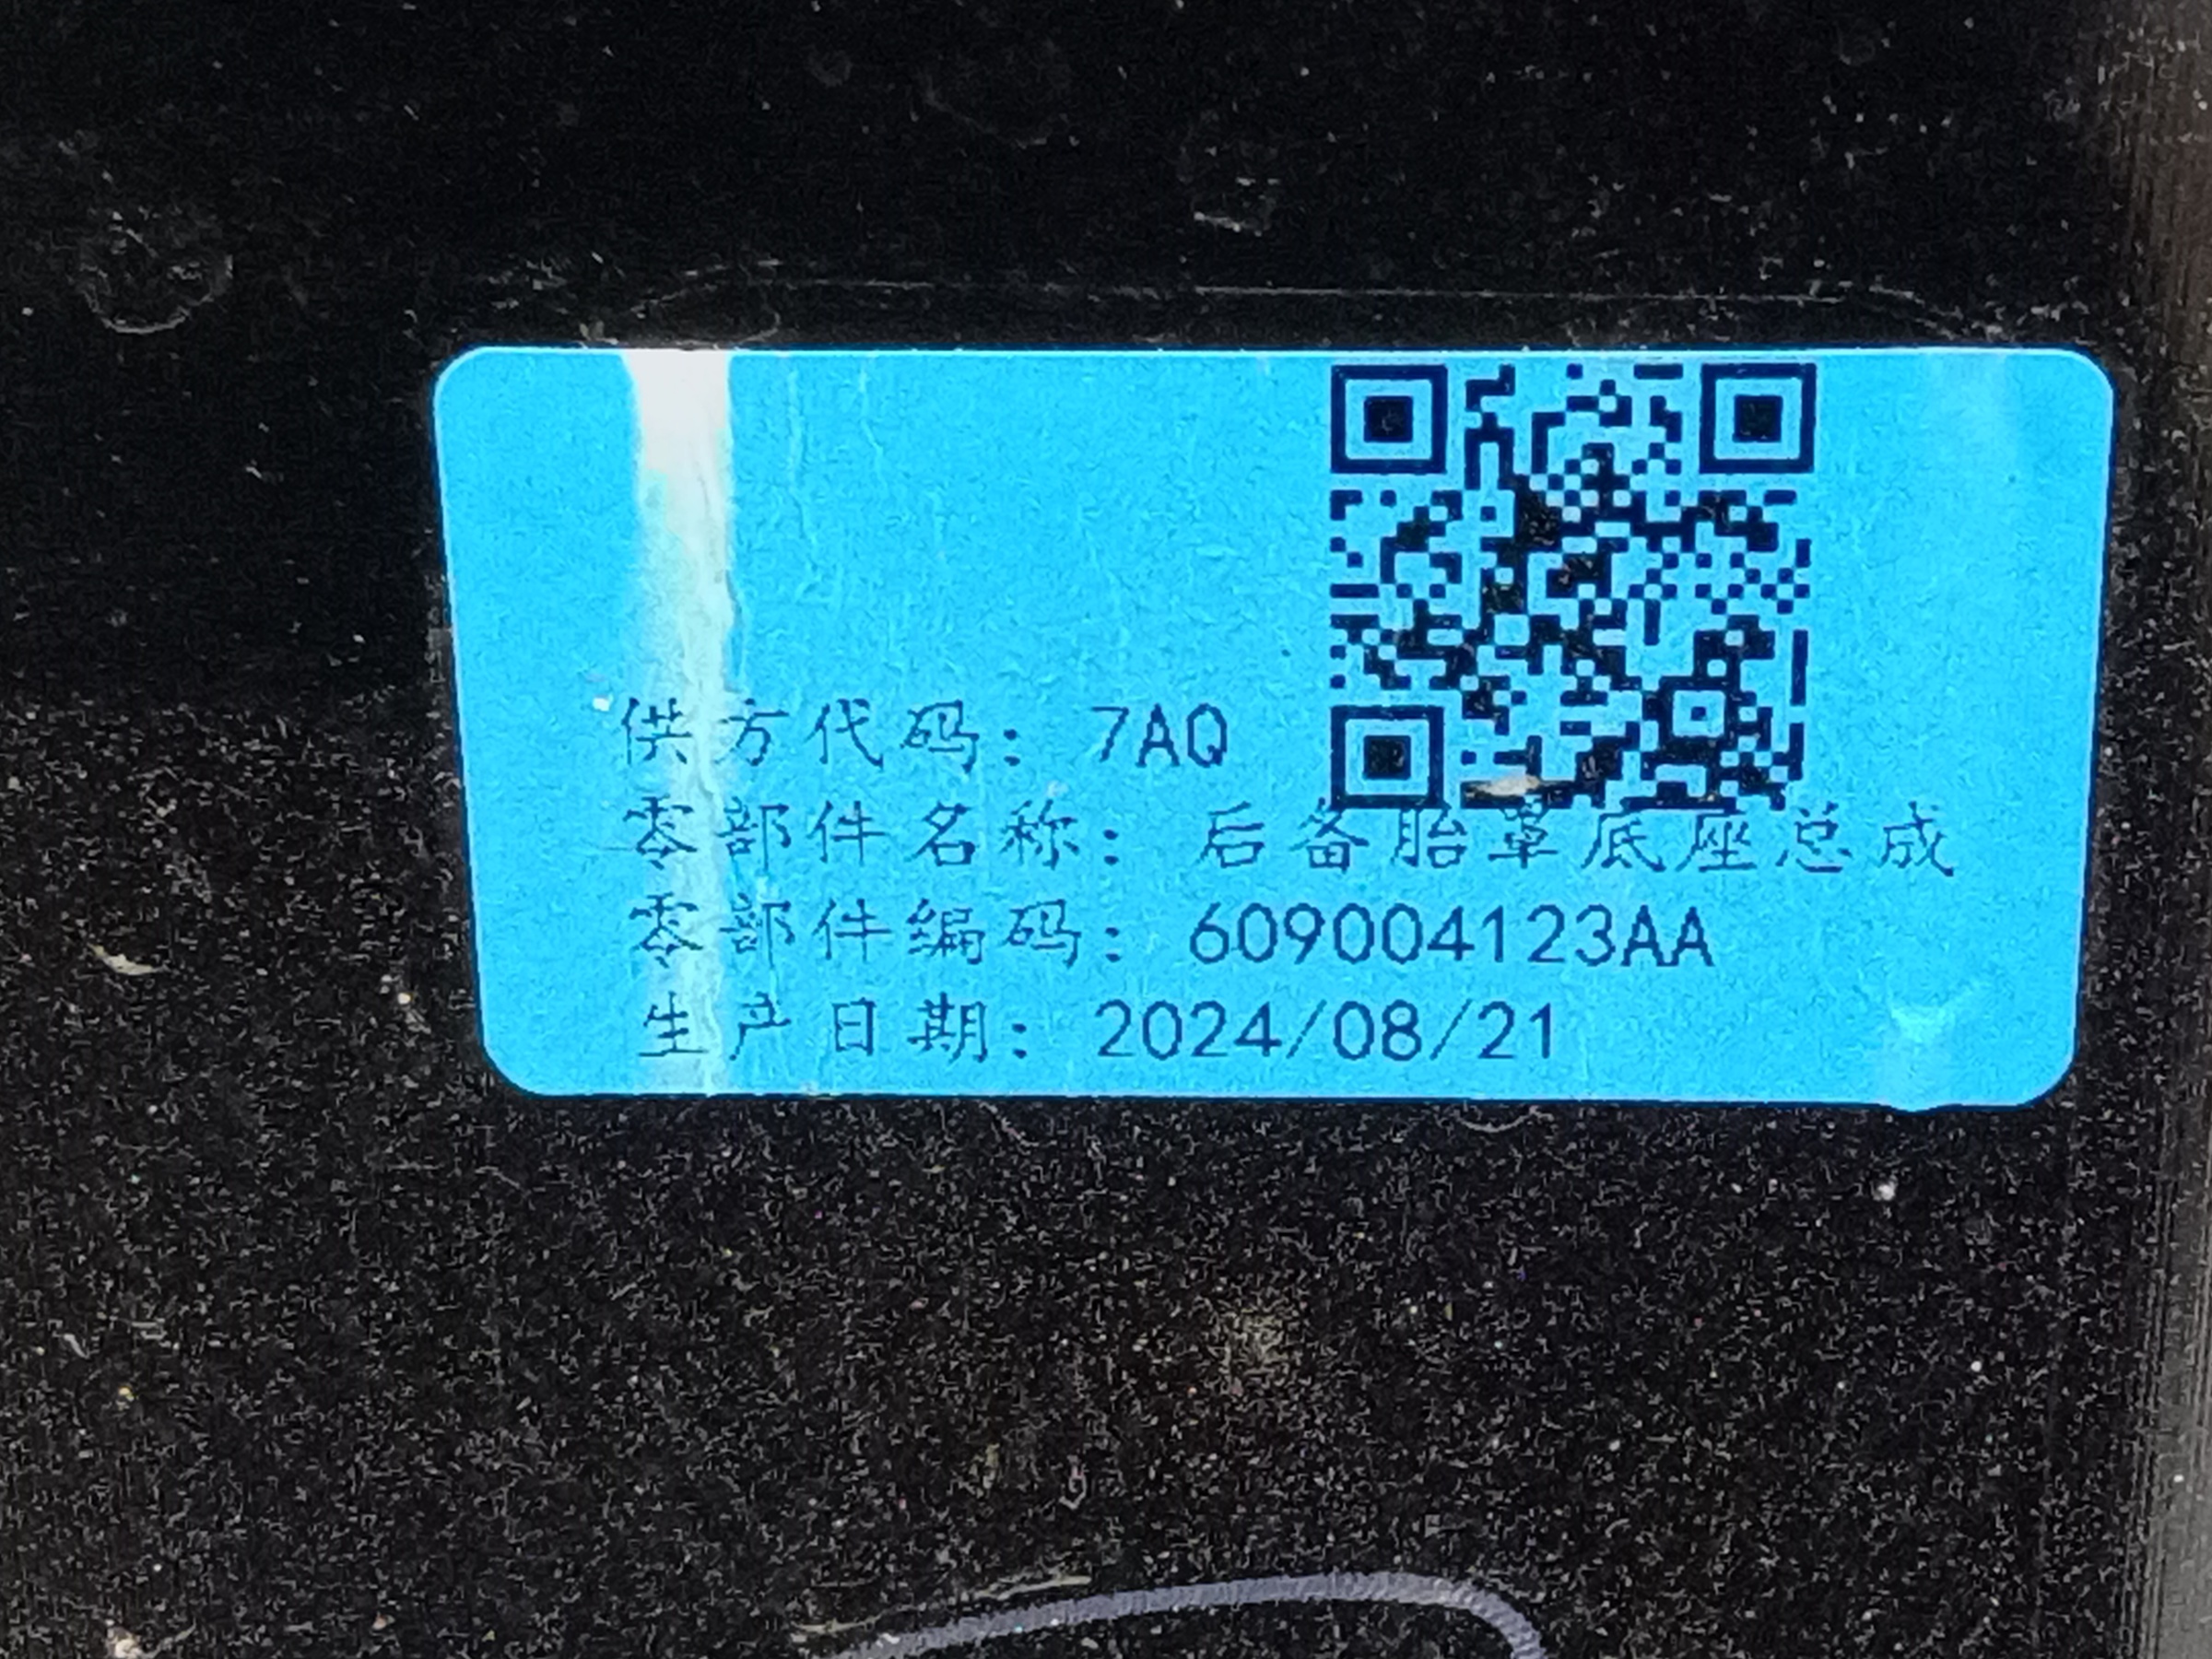 供方代码: 7AQ
零部件名称: 后备胎罩底座总成
零部件编码: 609004123AA
生产日期: 2024/08/21